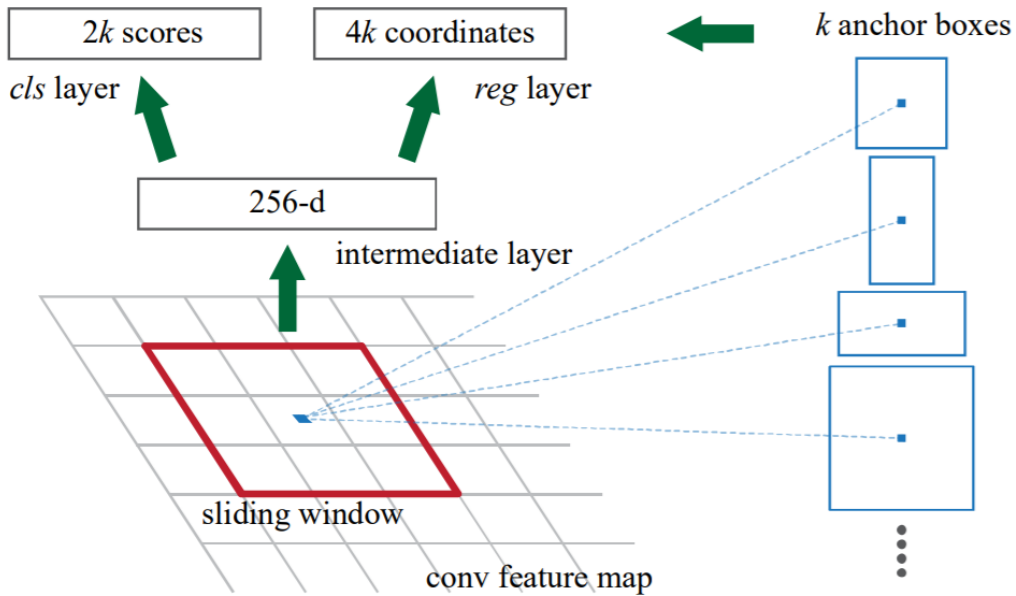 2k scores
4k coordinates
k anchor boxes
cls layer
reg layer
256-d
intermediate layer
sliding window
conv feature map